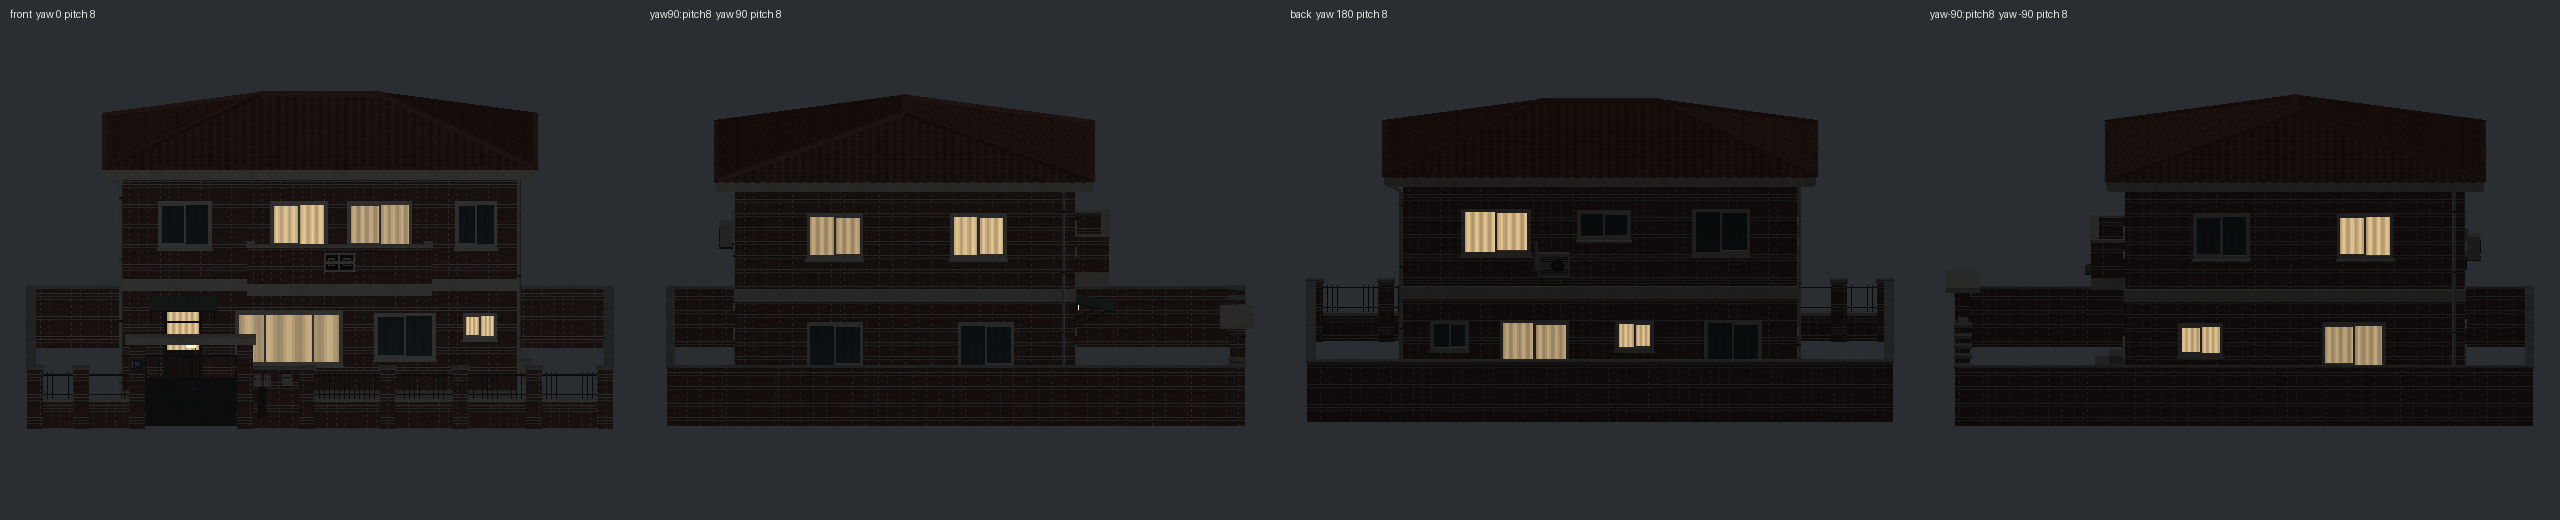 front yaw 0 pitch 8
yaw90:pitch8 yaw 90 pitch 8
back yaw 180 pitch 8
yaw-90:pitch8 yaw -90 pitch 8